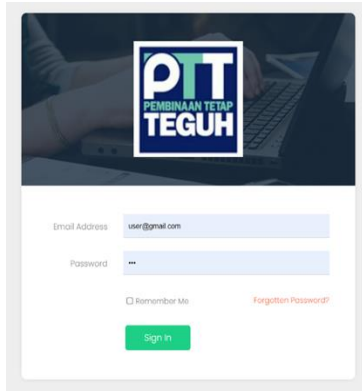 PTT
PEMBINAAN TETAP
TEGUH
Email Address user@gmail.com
Password •••
Remember Me Forgotten Password?
Sign In